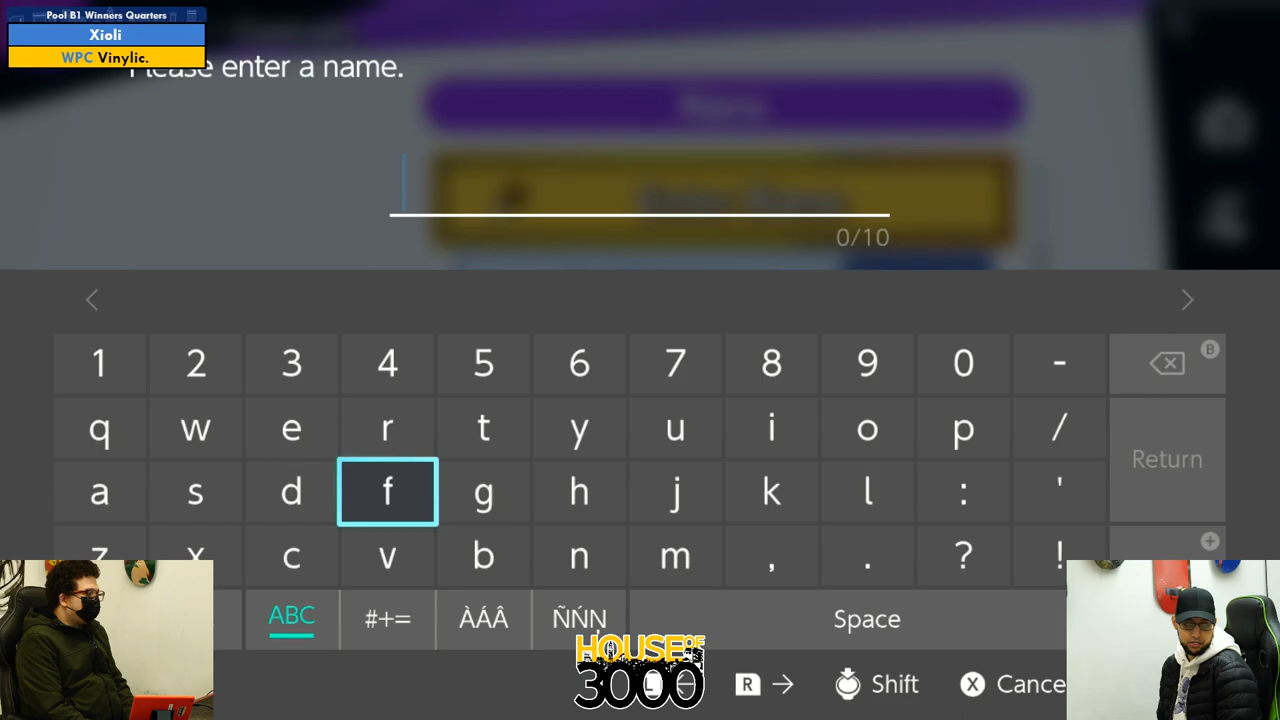 Pool B1 Winners Quarters
Xioli
WPC Vinylic.
Please enter a name.
0/10
1 2 3 4 5 6 7 8 9 0 -
B
q w e r t y u i o p /
Return
a s d f g h j k l : '
z x c v b n m , . ? !
+
ABC #+= ÀÁÂ ÑŃŅ Space
HOUSE OF
3000
L R → Shift X Cance